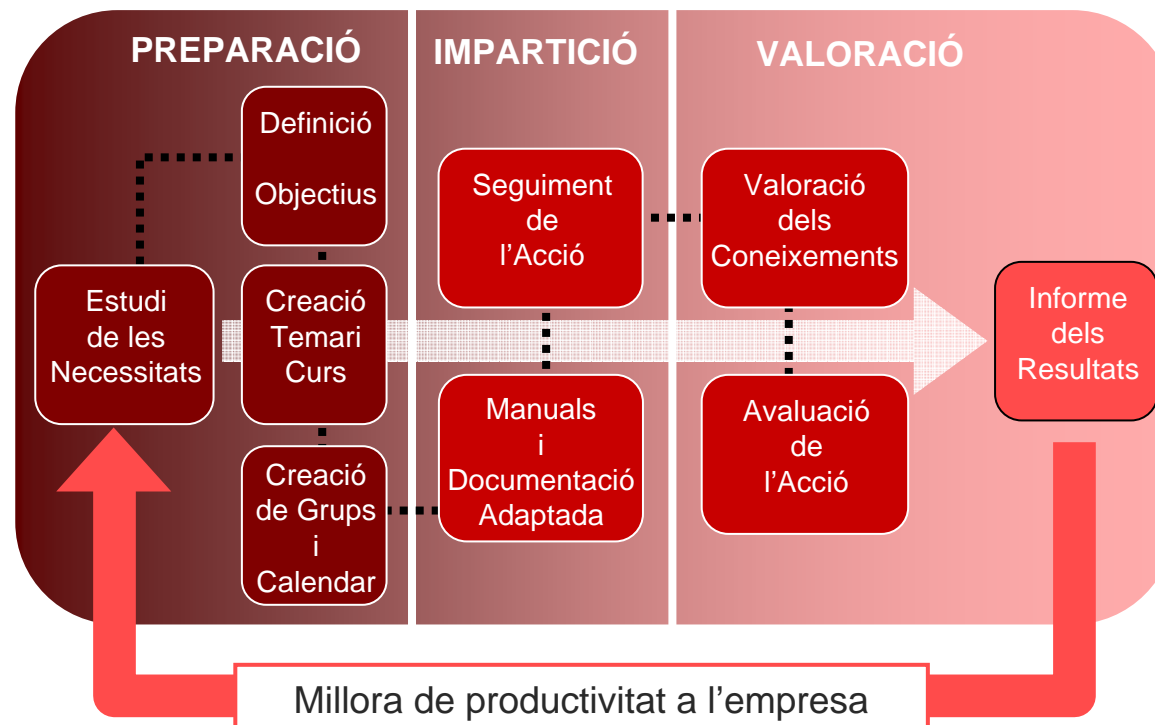 PREPARACIÓ
IMPARTICIÓ
VALORACIÓ
Estudi
de les
Necessitats
Definició
Objectius
Creació
Temari
Curs
Creació
de Grups
i
Calendar
Manuals
i
Documentació
Adaptada
Seguiment
de
l’Acció
Valoració
dels
Coneixements
Avaluació
de
l’Acció
Informe
dels
Resultats
Millora de productivitat a l’empresa